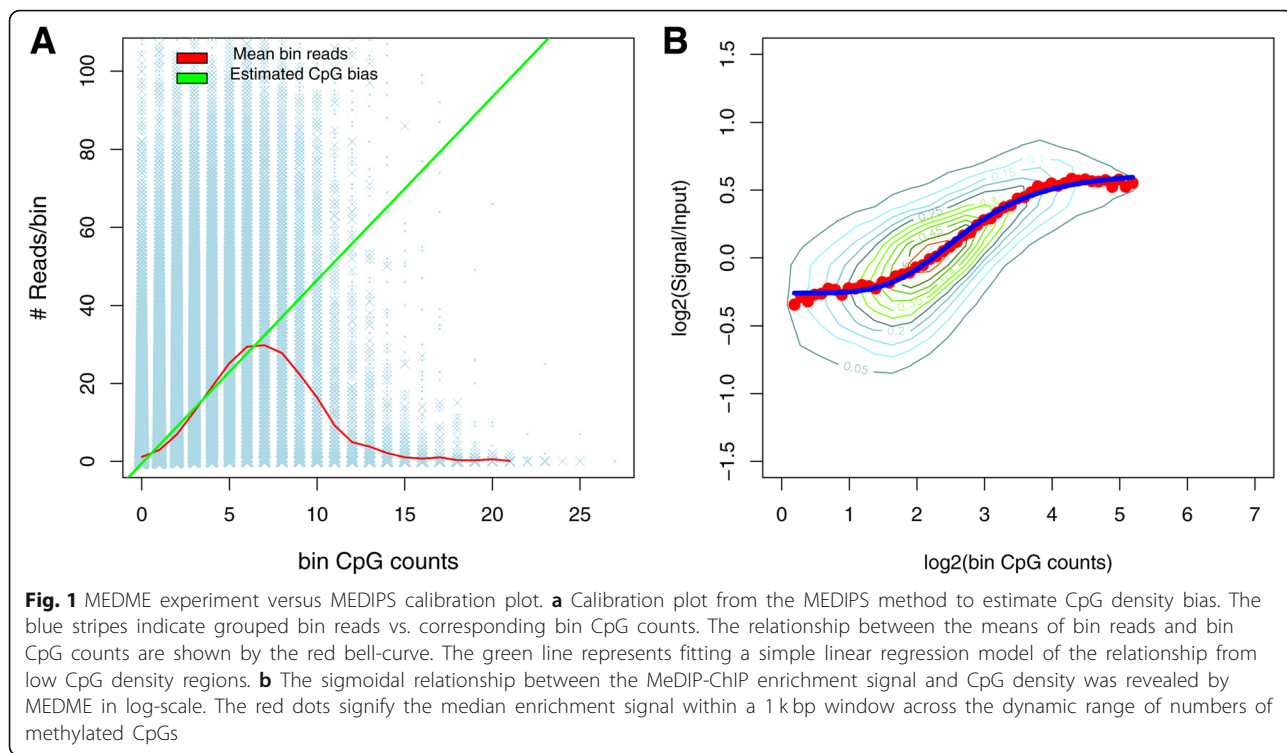 A
Mean bin reads
Estimated CpG bias
# Reads/bin
100
80
60
40
20
0
0 5 10 15 20 25
bin CpG counts
B
log2(Signal/Input)
1.5
1.0
0.5
0.0
−0.5
−1.0
−1.5
0.1
0.15
0.25
0.3
0.45
0.35
0.2
0.05
0 1 2 3 4 5 6 7
log2(bin CpG counts)
Fig. 1 MEDME experiment versus MEDIPS calibration plot. a Calibration plot from the MEDIPS method to estimate CpG density bias. The
blue stripes indicate grouped bin reads vs. corresponding bin CpG counts. The relationship between the means of bin reads and bin
CpG counts are shown by the red bell-curve. The green line represents fitting a simple linear regression model of the relationship from
low CpG density regions. b The sigmoidal relationship between the MeDIP-ChIP enrichment signal and CpG density was revealed by
MEDME in log-scale. The red dots signify the median enrichment signal within a 1 k bp window across the dynamic range of numbers of
methylated CpGs